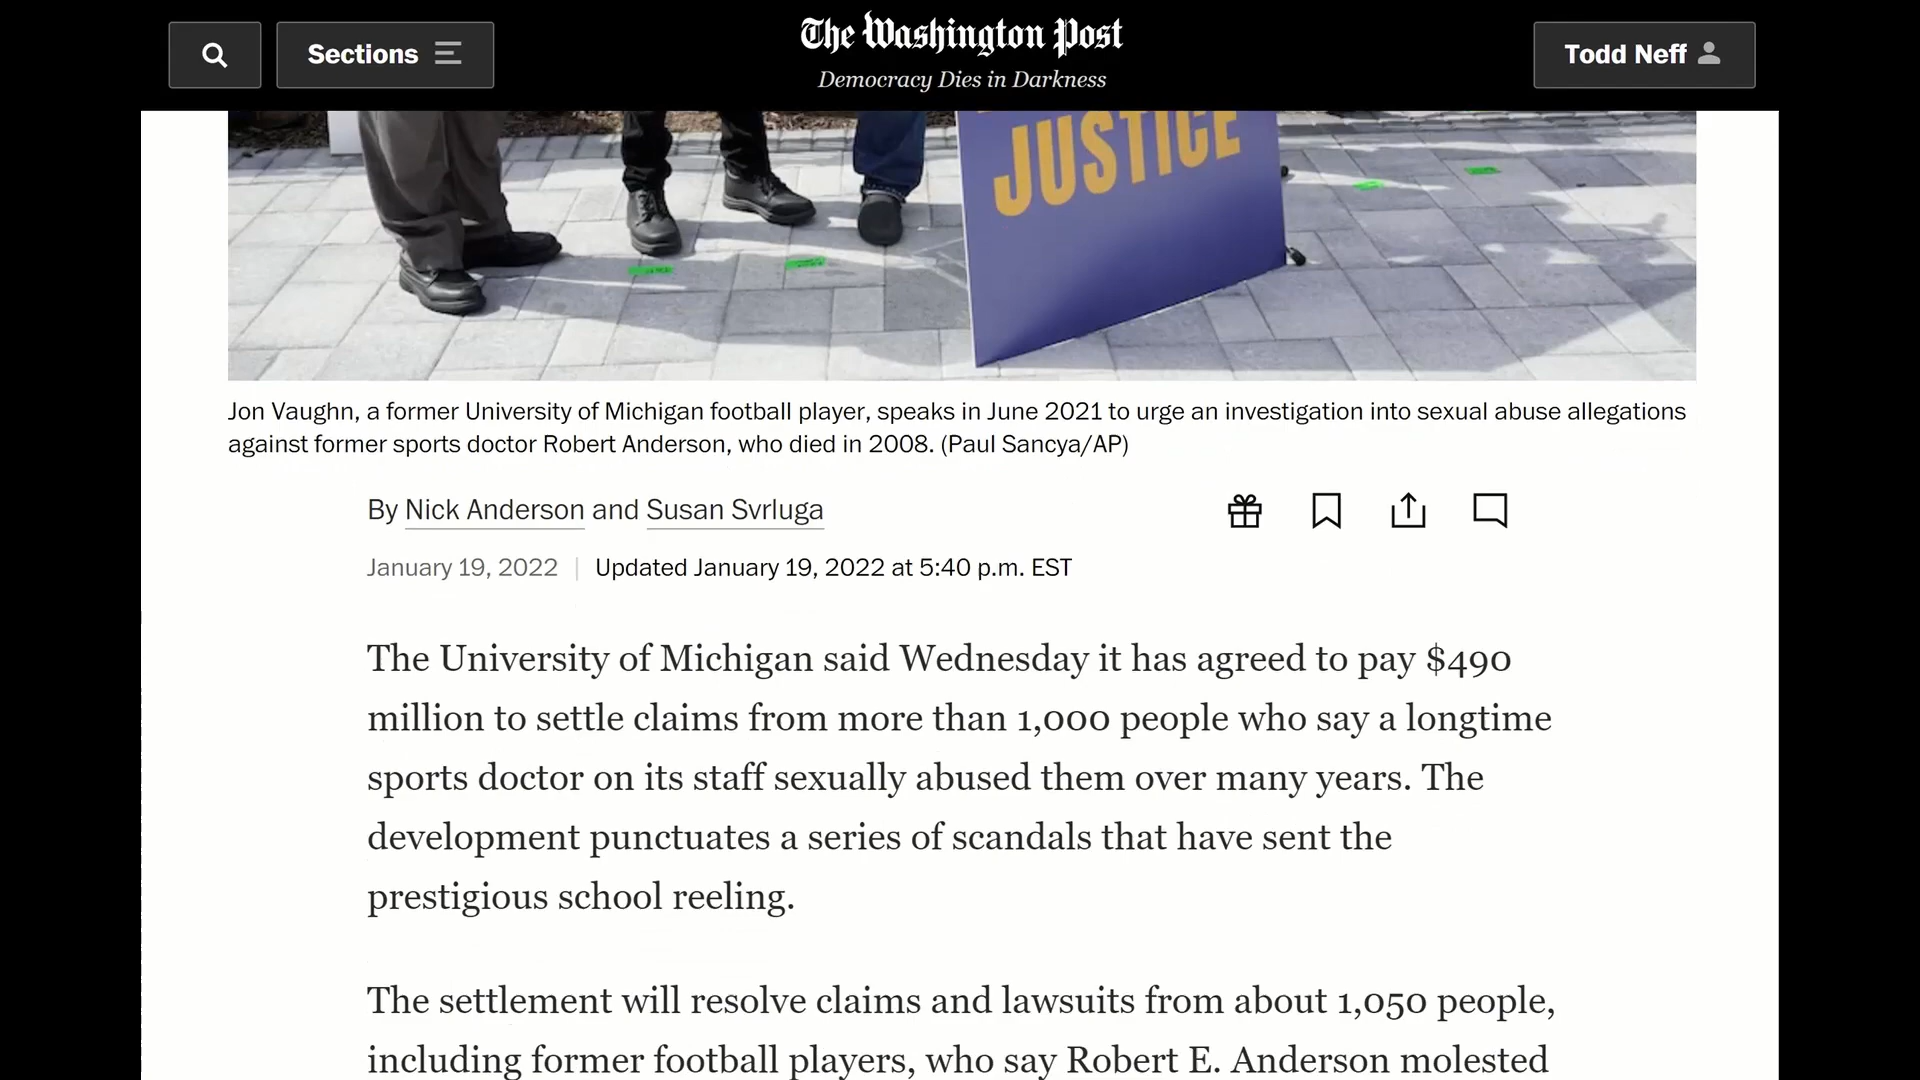 Sections
The Washington Post
Democracy Dies in Darkness
Todd Neff
JUSTICE
Jon Vaughn, a former University of Michigan football player, speaks in June 2021 to urge an investigation into sexual abuse allegations
against former sports doctor Robert Anderson, who died in 2008. (Paul Sancya/AP)
By Nick Anderson and Susan Svrluga
January 19, 2022 | Updated January 19, 2022 at 5:40 p.m. EST
The University of Michigan said Wednesday it has agreed to pay $490
million to settle claims from more than 1,000 people who say a longtime
sports doctor on its staff sexually abused them over many years. The
development punctuates a series of scandals that have sent the
prestigious school reeling.
The settlement will resolve claims and lawsuits from about 1,050 people,
including former football players, who say Robert E. Anderson molested